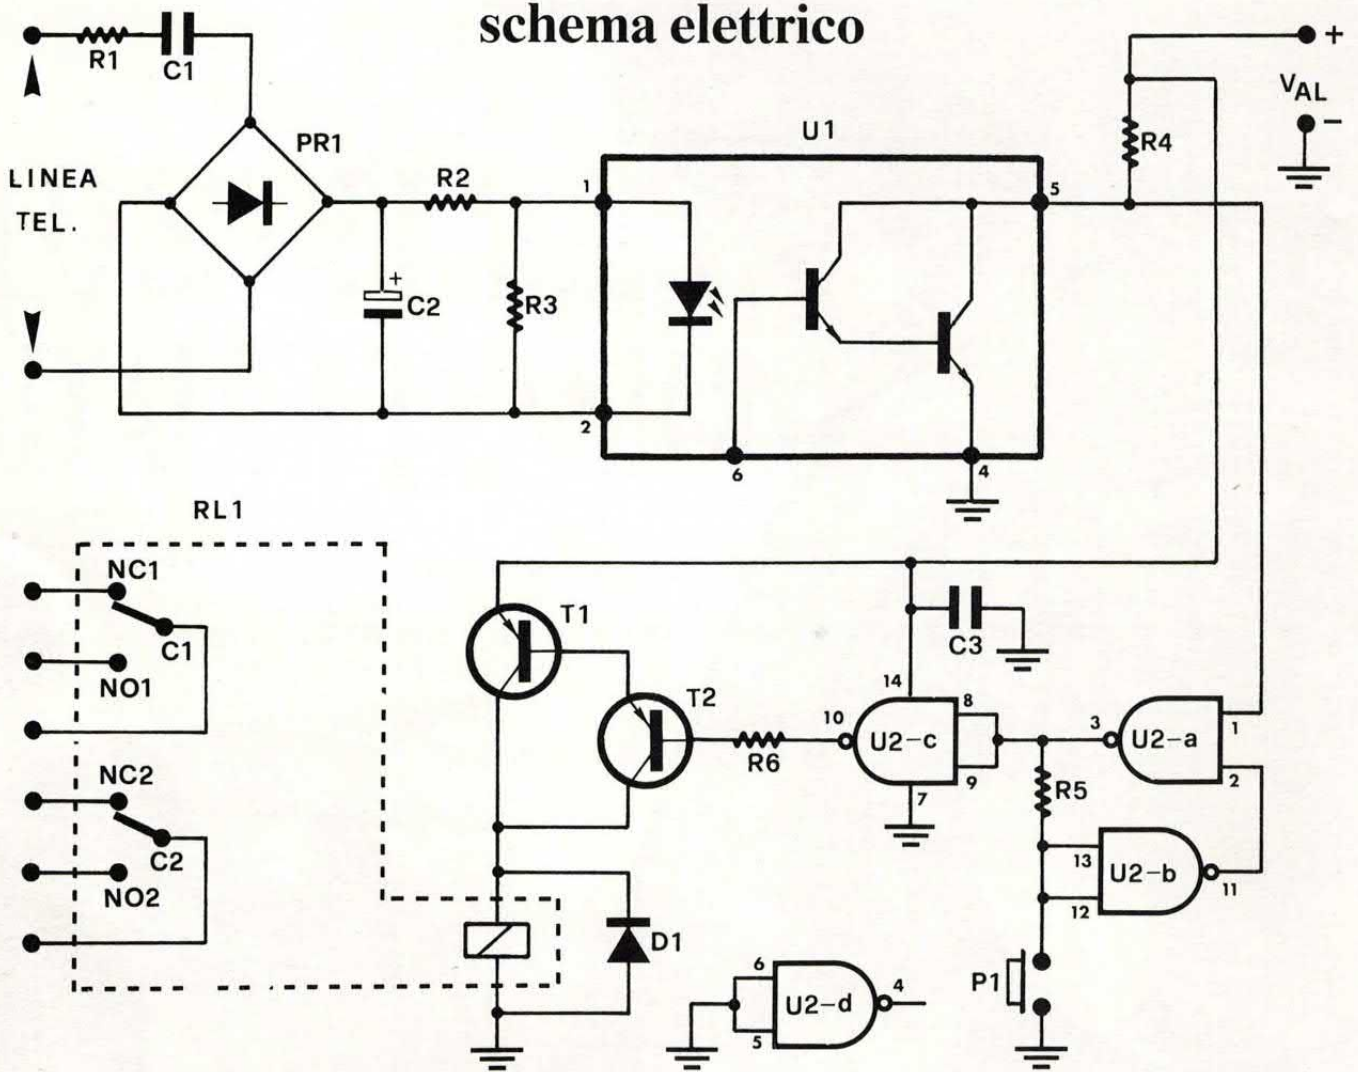 schema elettrico
R1
C1
PR1
LINEA
TEL.
R2
+
C2
R3
U1
1
2
5
6
4
R4
+
VAL
-
RL1
NC1
C1
NO1
NC2
C2
NO2
T1
T2
R6
D1
C3
14
10
U2-c
8
9
7
3
U2-a
1
2
R5
13
12
U2-b
11
P1
6
5
U2-d
4